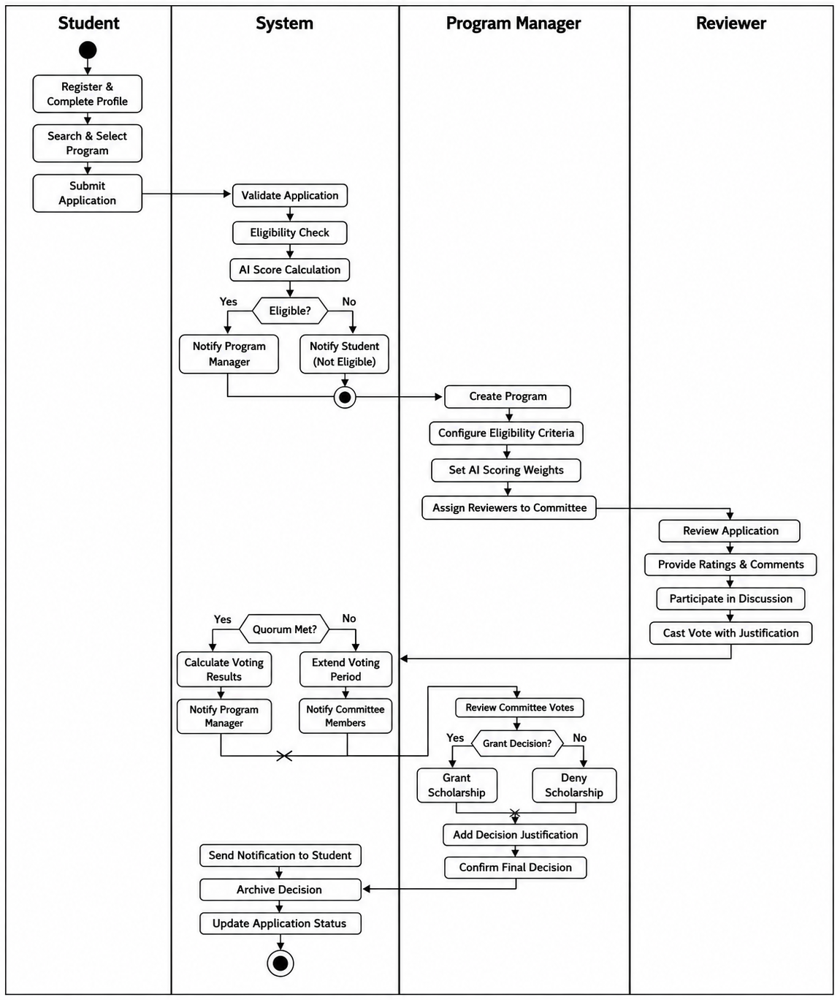 Student
System
Program Manager
Reviewer
Register &
Complete Profile
Search & Select
Program
Submit
Application
Validate Application
Eligibility Check
AI Score Calculation
Yes
Eligible?
No
Notify Program
Manager
Notify Student
(Not Eligible)
Create Program
Configure Eligibility Criteria
Set AI Scoring Weights
Assign Reviewers to Committee
Review Application
Provide Ratings & Comments
Participate in Discussion
Cast Vote with Justification
Yes
Quorum Met?
No
Calculate Voting
Results
Extend Voting
Period
Notify Program
Manager
Notify Committee
Members
Review Committee Votes
Yes
Grant Decision?
No
Grant
Scholarship
Deny
Scholarship
Add Decision Justification
Confirm Final Decision
Send Notification to Student
Archive Decision
Update Application Status